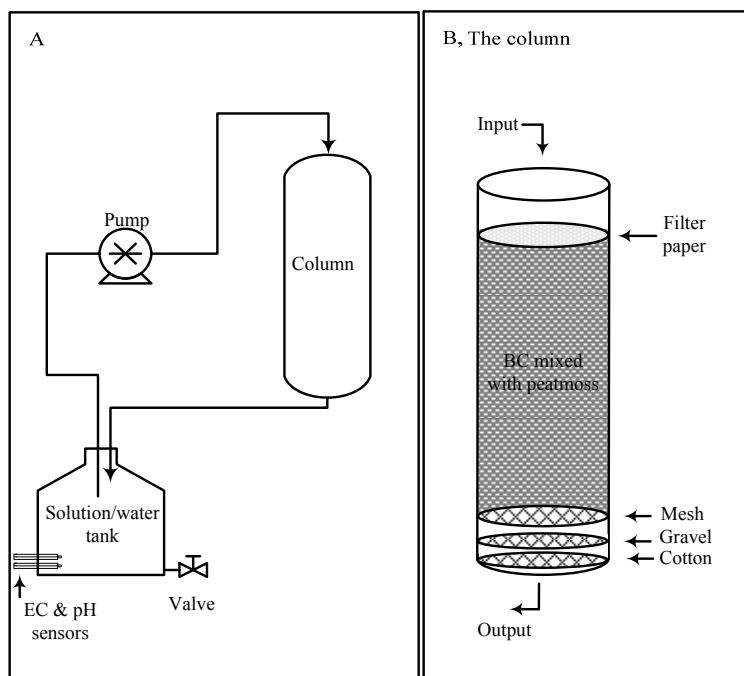 A
Pump
Column
Solution/water
tank
EC & pH
sensors
Valve
B, The column
Input
Filter
paper
BC mixed
with peatmoss
Mesh
Gravel
Cotton
Output